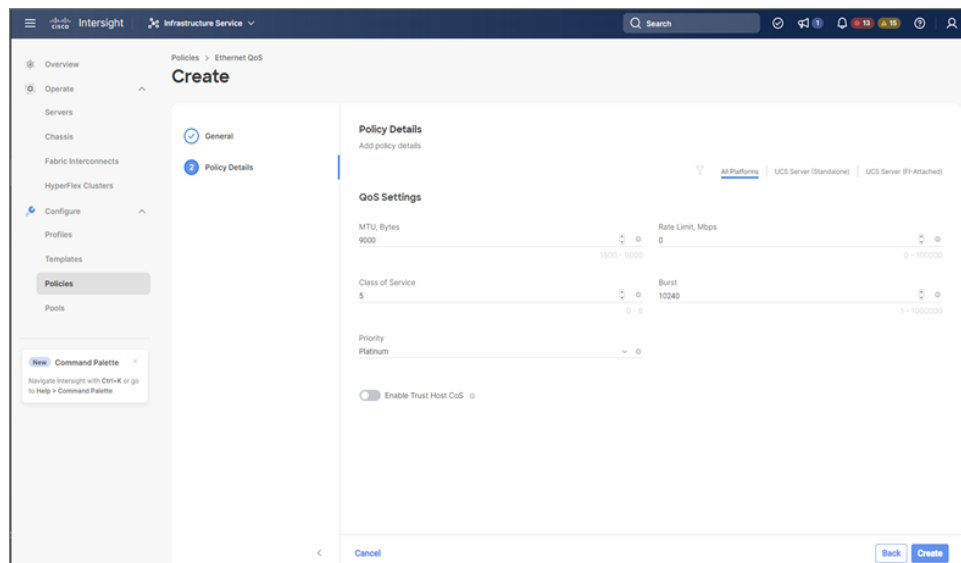 cisco Intersight
Infrastructure Service
Search
1
13
15
Overview
Operate
Servers
Chassis
Fabric Interconnects
HyperFlex Clusters
Configure
Profiles
Templates
Policies
Pools
New Command Palette ×
Navigate Intersight with Ctrl+K or go
to Help > Command Palette
Policies > Ethernet QoS
Create
General
2 Policy Details
Policy Details
Add policy details
All Platforms UCS Server (Standalone) UCS Server (FI-Attached)
QoS Settings
MTU, Bytes
9000
1500 - 9000
Rate Limit, Mbps
0
0 - 100000
Class of Service
5
0 - 6
Burst
10240
1 - 1000000
Priority
Platinum
Enable Trust Host CoS
Cancel
Back
Create